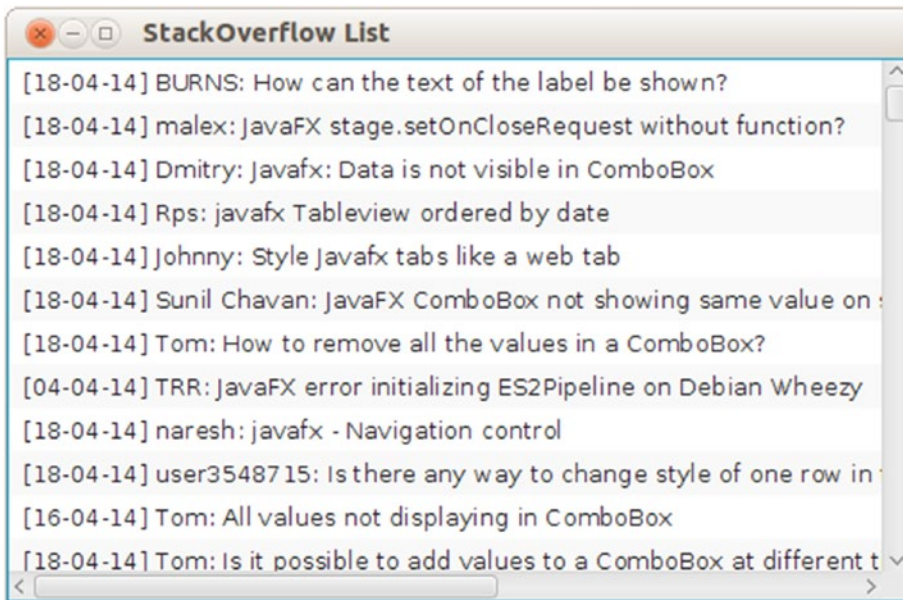 StackOverflow List
[18-04-14] BURNS: How can the text of the label be shown?
[18-04-14] malex: JavaFX stage.setOnCloseRequest without function?
[18-04-14] Dmitry: Javafx: Data is not visible in ComboBox
[18-04-14] Rps: javafx Tableview ordered by date
[18-04-14] Johnny: Style Javafx tabs like a web tab
[18-04-14] Sunil Chavan: JavaFX ComboBox not showing same value on
[18-04-14] Tom: How to remove all the values in a ComboBox?
[04-04-14] TRR: JavaFX error initializing ES2Pipeline on Debian Wheezy
[18-04-14] naresh: javafx - Navigation control
[18-04-14] user3548715: Is there any way to change style of one row in
[16-04-14] Tom: All values not displaying in ComboBox
[18-04-14] Tom: Is it possible to add values to a ComboBox at different t